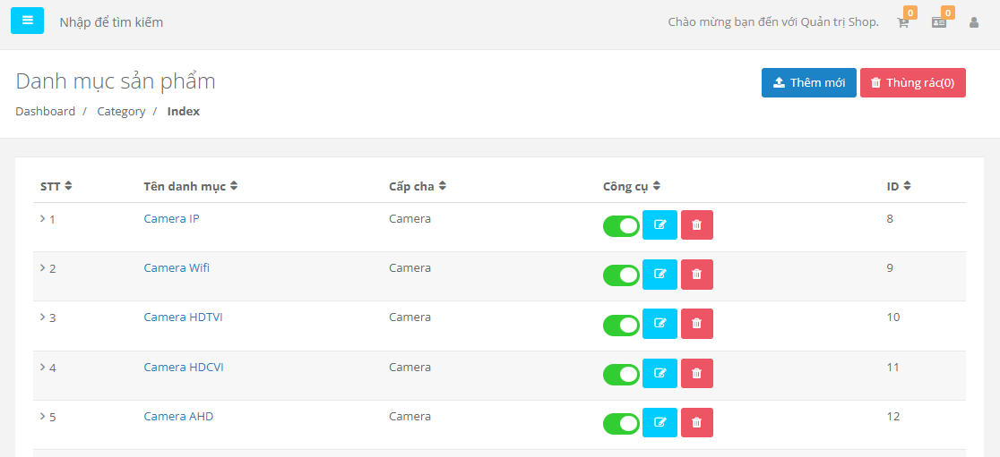 Nhập để tìm kiếm
Chào mừng bạn đến với Quản trị Shop.
0
0
Danh mục sản phẩm
Thêm mới
Thùng rác(0)
Dashboard / Category / Index
STT Tên danh mục Cấp cha Công cụ ID
1 Camera IP Camera 8
2 Camera Wifi Camera 9
3 Camera HDTVI Camera 10
4 Camera HDCVI Camera 11
5 Camera AHD Camera 12